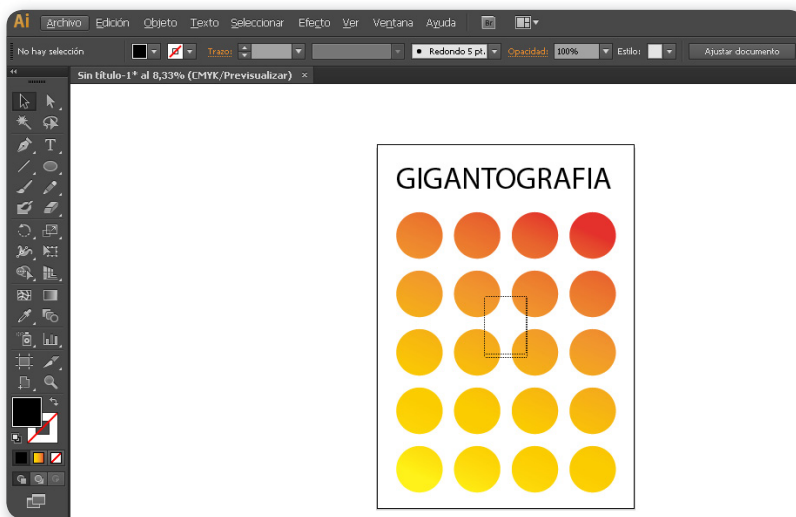 Ai Archivo Edición Objeto Texto Seleccionar Efecto Ver Ventana Ayuda Br
No hay selección Trazo: Redondo 5 pt. Opacidad: 100% Estilo: Ajustar documento
Sin título-1* al 8,33% (CMYK/Previsualizar) ×
T
GIGANTOGRAFIA